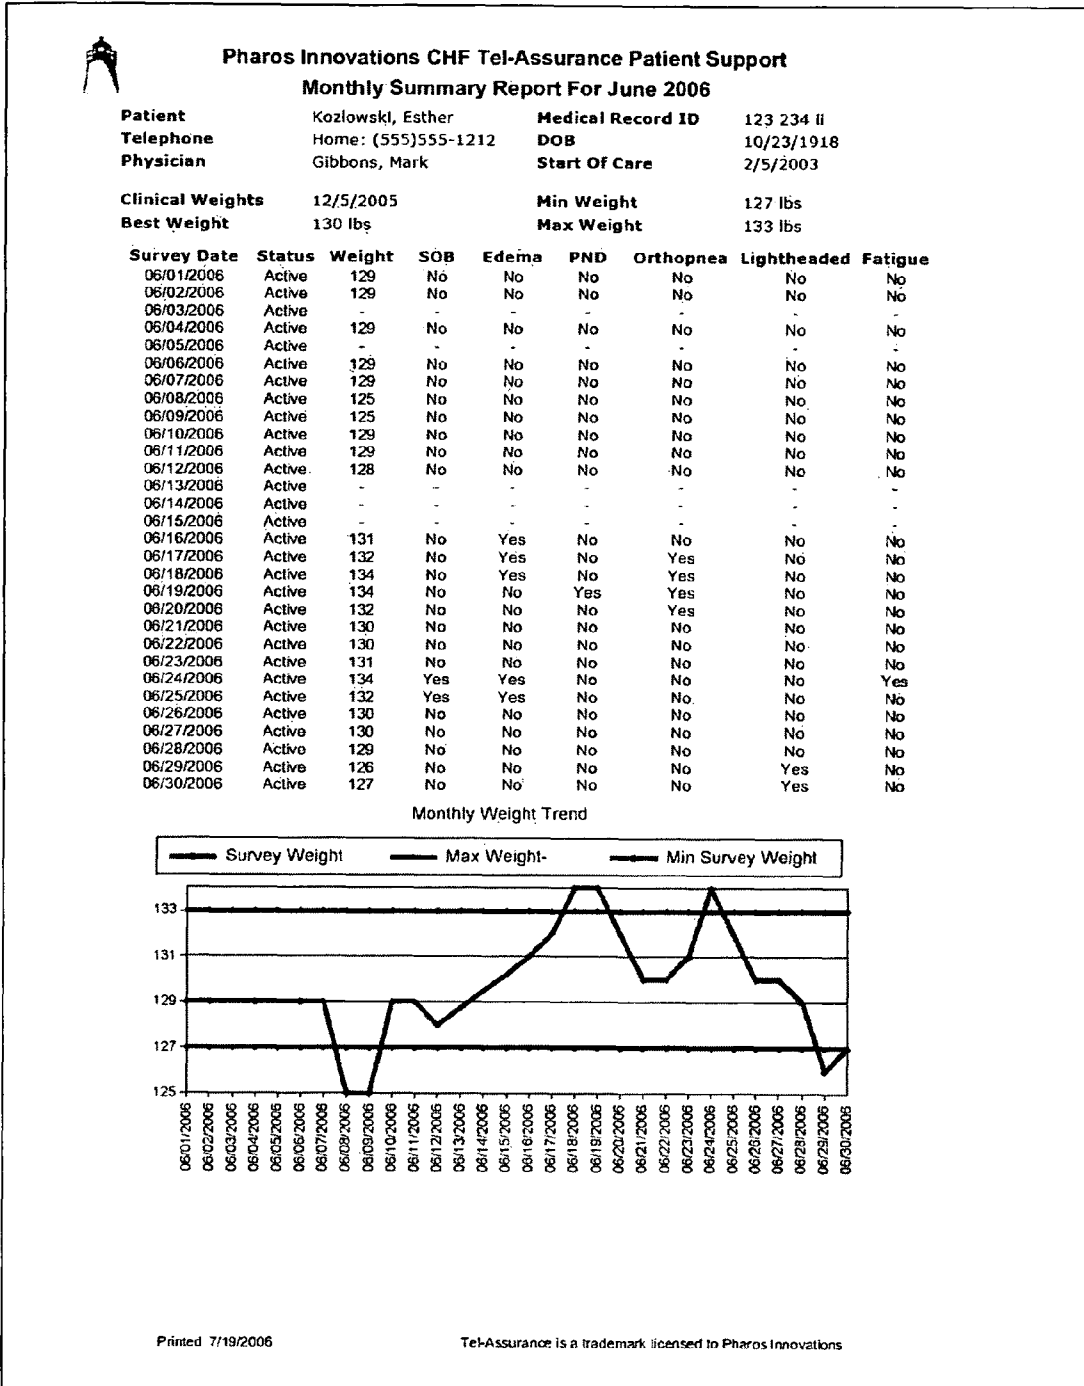 Pharos Innovations CHF Tel-Assurance Patient Support
Monthly Summary Report For June 2006
Patient Kozlowski, Esther Medical Record ID 123 234 ii
Telephone Home: (555)555-1212 DOB 10/23/1918
Physician Gibbons, Mark Start Of Care 2/5/2003
Clinical Weights 12/5/2005 Min Weight 127 lbs
Best Weight 130 lbs Max Weight 133 lbs
Survey Date Status Weight SOB Edema PND Orthopnea Lightheaded Fatigue
06/01/2006 Active 129 No No No No No No
06/02/2006 Active 129 No No No No No No
06/03/2006 Active - - - - - - -
06/04/2006 Active 129 No No No No No No
06/05/2006 Active - - - - - - -
06/06/2006 Active 129 No No No No No No
06/07/2006 Active 129 No No No No No No
06/08/2006 Active 125 No No No No No No
06/09/2006 Active 125 No No No No No No
06/10/2006 Active 129 No No No No No No
06/11/2006 Active 129 No No No No No No
06/12/2006 Active 128 No No No No No No
06/13/2006 Active - - - - - - -
06/14/2006 Active - - - - - - -
06/15/2006 Active - - - - - - -
06/16/2006 Active 131 No Yes No No No No
06/17/2006 Active 132 No Yes No Yes No No
06/18/2006 Active 134 No Yes No Yes No No
06/19/2006 Active 134 No No Yes Yes No No
06/20/2006 Active 132 No No No Yes No No
06/21/2006 Active 130 No No No No No No
06/22/2006 Active 130 No No No No No No
06/23/2006 Active 131 No No No No No No
06/24/2006 Active 134 Yes Yes No No No Yes
06/25/2006 Active 132 Yes Yes No No No No
06/26/2006 Active 130 No No No No No No
06/27/2006 Active 130 No No No No No No
06/28/2006 Active 129 No No No No No No
06/29/2006 Active 126 No No No No Yes No
06/30/2006 Active 127 No No No No Yes No
Monthly Weight Trend
Survey Weight Max Weight- Min Survey Weight
133
131
129
127
125
06/01/2006
06/02/2006
06/03/2006
06/04/2006
06/05/2006
06/06/2006
06/07/2006
06/08/2006
06/09/2006
06/10/2006
06/11/2006
06/12/2006
06/13/2006
06/14/2006
06/15/2006
06/16/2006
06/17/2006
06/18/2006
06/19/2006
06/20/2006
06/21/2006
06/22/2006
06/23/2006
06/24/2006
06/25/2006
06/26/2006
06/27/2006
06/28/2006
06/29/2006
06/30/2006
Printed 7/19/2006 Tel-Assurance is a trademark licensed to Pharos Innovations